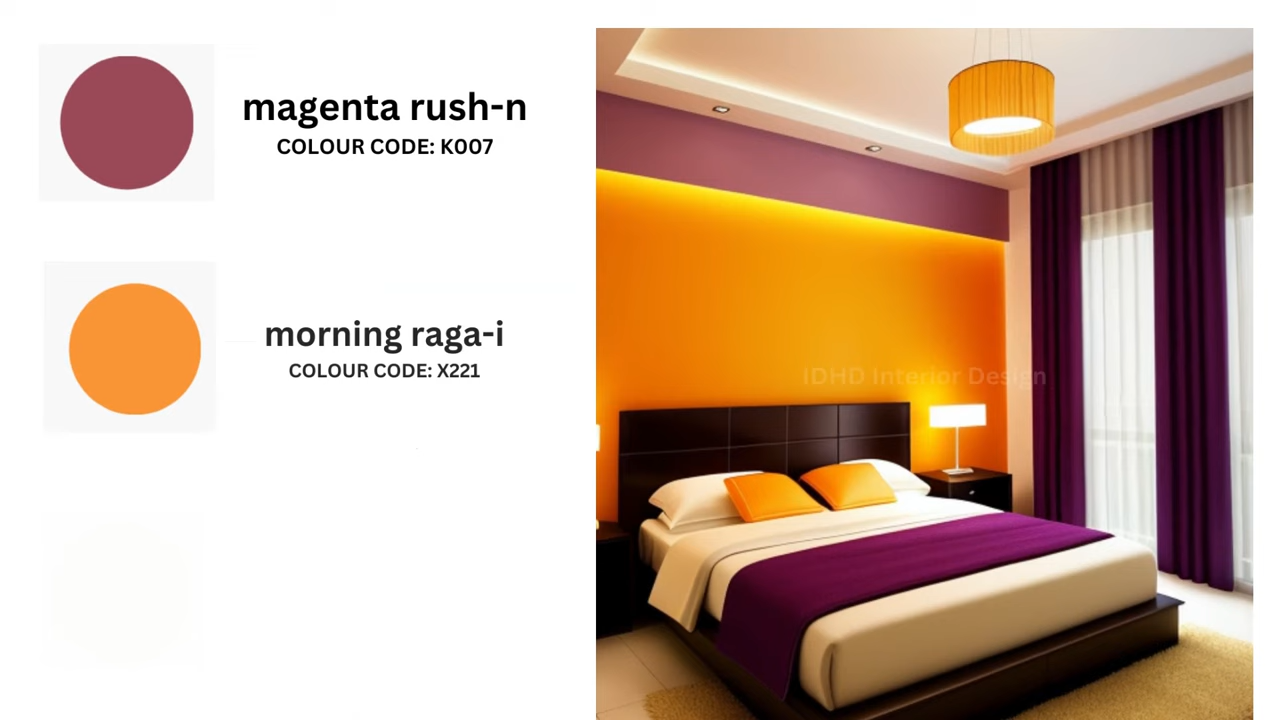 magenta rush-n
COLOUR CODE: K007
morning raga-i
COLOUR CODE: X221
IDHD Interior Design